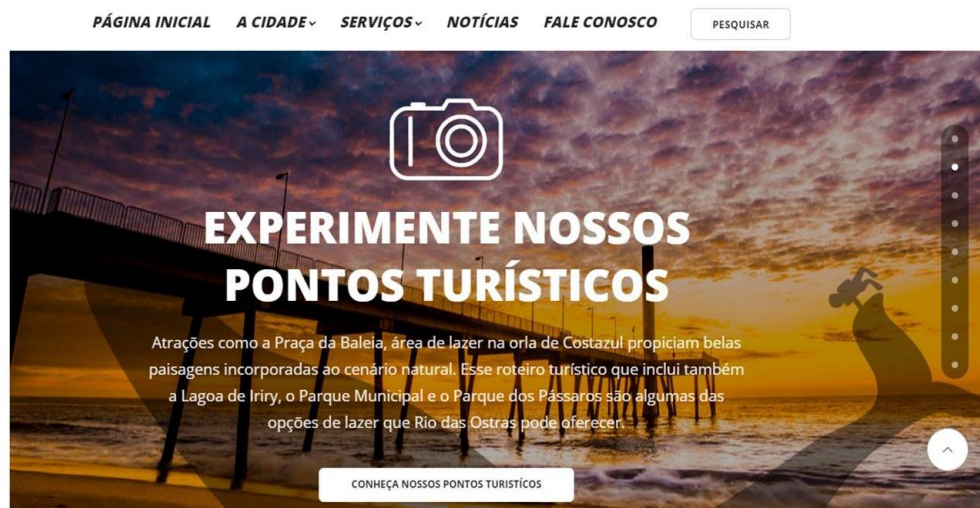 PÁGINA INICIAL A CIDADE SERVIÇOS NOTÍCIAS FALE CONOSCO PESQUISAR
EXPERIMENTE NOSSOS
PONTOS TURÍSTICOS
Atrações como a Praça da Baleia, área de lazer na orla de Costazul propiciam belas
paisagens incorporadas ao cenário natural. Esse roteiro turístico que inclui também
a Lagoa de Iriry, o Parque Municipal e o Parque dos Pássaros são algumas das
opções de lazer que Rio das Ostras pode oferecer.
CONHEÇA NOSSOS PONTOS TURISTÍCOS